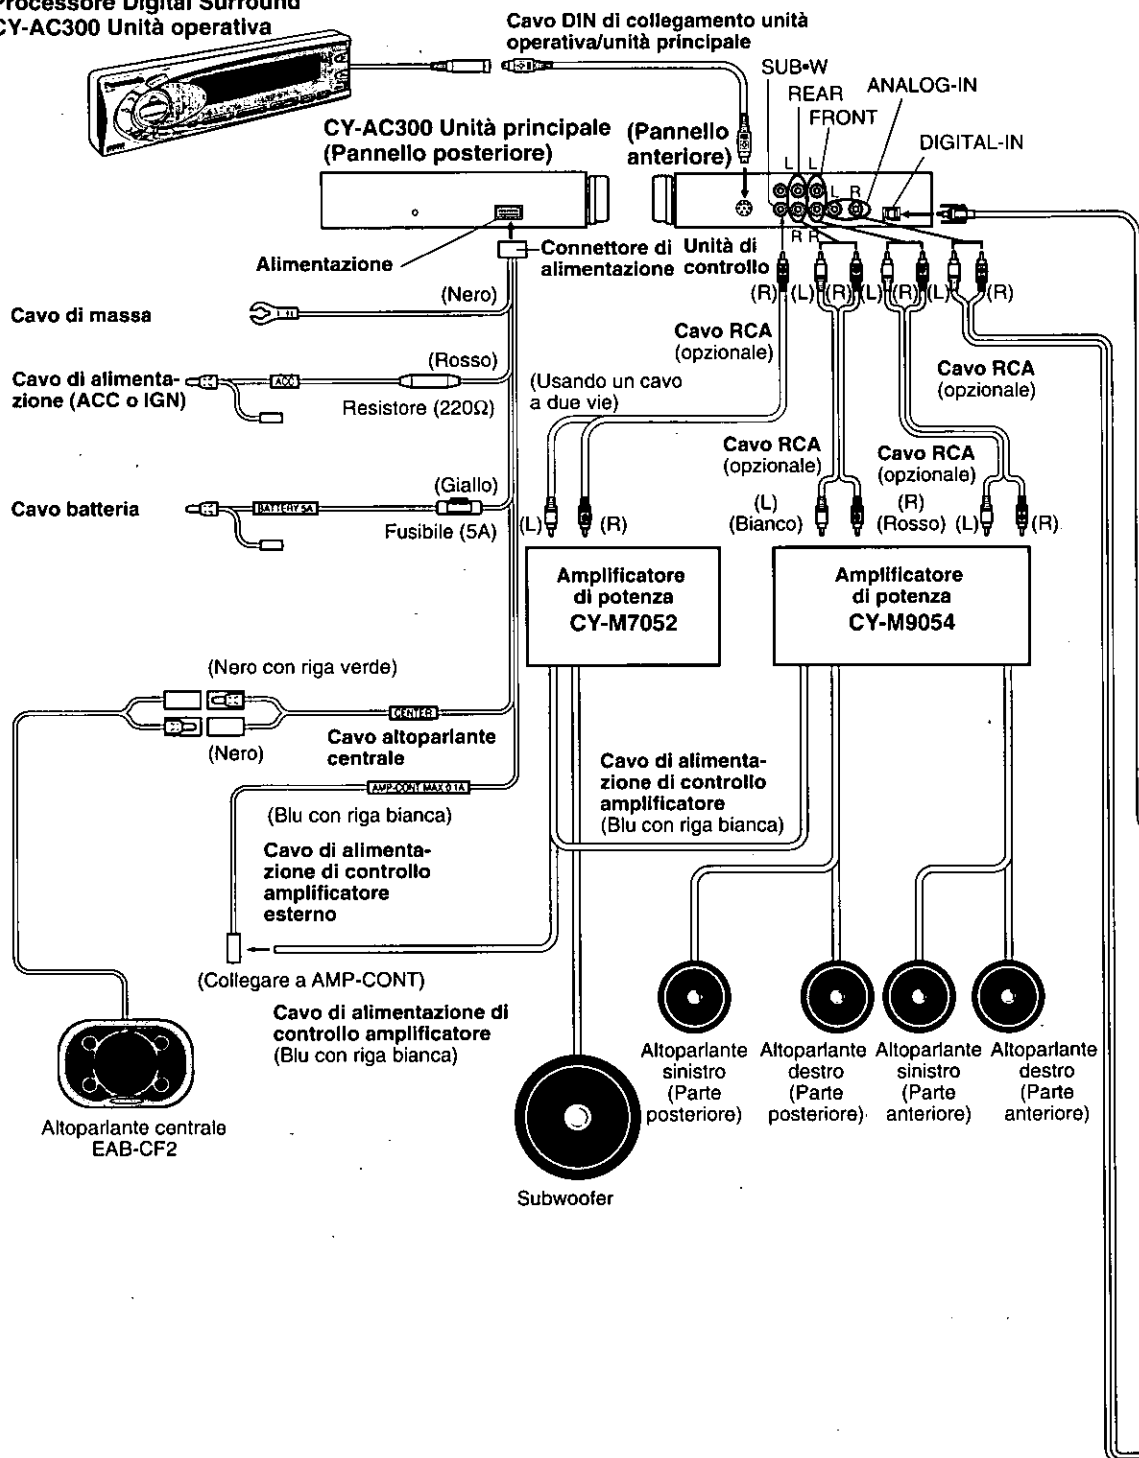 Processore Digital Surround
CY-AC300 Unità operativa
Cavo DIN di collegamento unità
operativa/unità principale
SUB•W
REAR
FRONT
ANALOG-IN
DIGITAL-IN
CY-AC300 Unità principale
(Pannello posteriore)
(Pannello
anteriore)
L L
L R
R R
Alimentazione
Connettore di
alimentazione
Unità di
controllo
(R) (L) (R) (L) (R) (L) (R)
Cavo di massa
(Nero)
Cavo RCA
(opzionale)
Cavo RCA
(opzionale)
Cavo di alimenta-
zione (ACC o IGN)
ACC
(Rosso)
Resistore (220Ω)
(Usando un cavo
a due vie)
Cavo RCA
(opzionale)
Cavo RCA
(opzionale)
Cavo batteria
BATTERY 5A
(Giallo)
Fusibile (5A)
(L) (R)
(L)
(Bianco)
(R)
(Rosso)
(L) (R)
Amplificatore
di potenza
CY-M7052
Amplificatore
di potenza
CY-M9054
(Nero con riga verde)
CENTER
(Nero)
Cavo altoparlante
centrale
AMP-CONT MAX 0.1A
(Blu con riga bianca)
Cavo di alimenta-
zione di controllo
amplificatore
esterno
Cavo di alimenta-
zione di controllo
amplificatore
(Blu con riga bianca)
(Collegare a AMP-CONT)
Cavo di alimentazione di
controllo amplificatore
(Blu con riga bianca)
Altoparlante centrale
EAB-CF2
Subwoofer
Altoparlante
sinistro
(Parte
posteriore)
Altoparlante
destro
(Parte
posteriore)
Altoparlante
sinistro
(Parte
anteriore)
Altoparlante
destro
(Parte
anteriore)